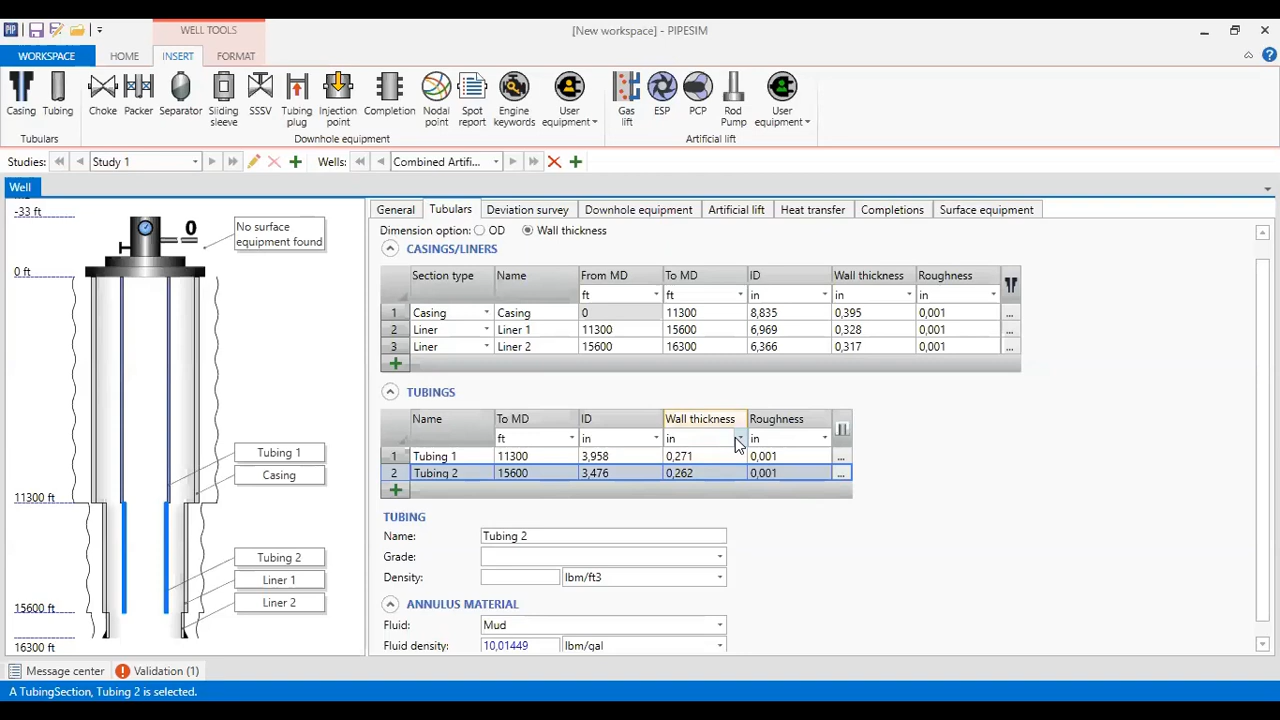 PIP
WELL TOOLS
[New workspace] - PIPESIM
WORKSPACE
HOME
INSERT
FORMAT
Casing
Tubing
Choke
Packer
Separator
Sliding sleeve
SSSV
Tubing plug
Injection point
Completion
Nodal point
Spot report
Engine keywords
User equipment
Gas lift
ESP
PCP
Rod Pump
User equipment
Tubulars
Downhole equipment
Artificial lift
Studies:
Study 1
Wells:
Combined Artifi...
Well
General
Tubulars
Deviation survey
Downhole equipment
Artificial lift
Heat transfer
Completions
Surface equipment
-33 ft
0
No surface
equipment found
0 ft
Tubing 1
Casing
11300 ft
Tubing 2
Liner 1
15600 ft
Liner 2
16300 ft
Dimension option: OD Wall thickness
CASINGS/LINERS
Section type Name From MD To MD ID Wall thickness Roughness
ft ft in in in
1 Casing Casing 0 11300 8,835 0,395 0,001 ...
2 Liner Liner 1 11300 15600 6,969 0,328 0,001 ...
3 Liner Liner 2 15600 16300 6,366 0,317 0,001 ...
TUBINGS
Name To MD ID Wall thickness Roughness
ft in in in
1 Tubing 1 11300 3,958 0,271 0,001 ...
2 Tubing 2 15600 3,476 0,262 0,001 ...
TUBING
Name: Tubing 2
Grade:
Density: lbm/ft3
ANNULUS MATERIAL
Fluid: Mud
Fluid density: 10,01449 lbm/gal
Message center
Validation (1)
A TubingSection, Tubing 2 is selected.